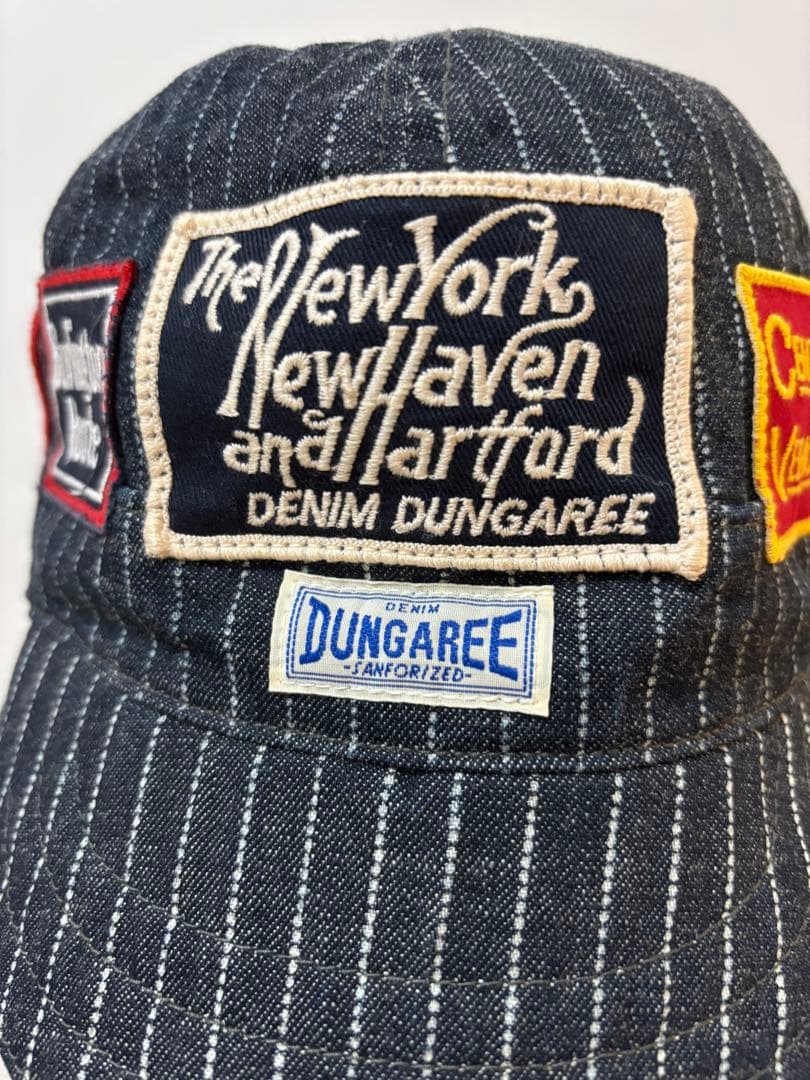 The New York
New Haven
and Hartford
DENIM DUNGAREE
DENIM
DUNGAREE
-SANFORIZED-